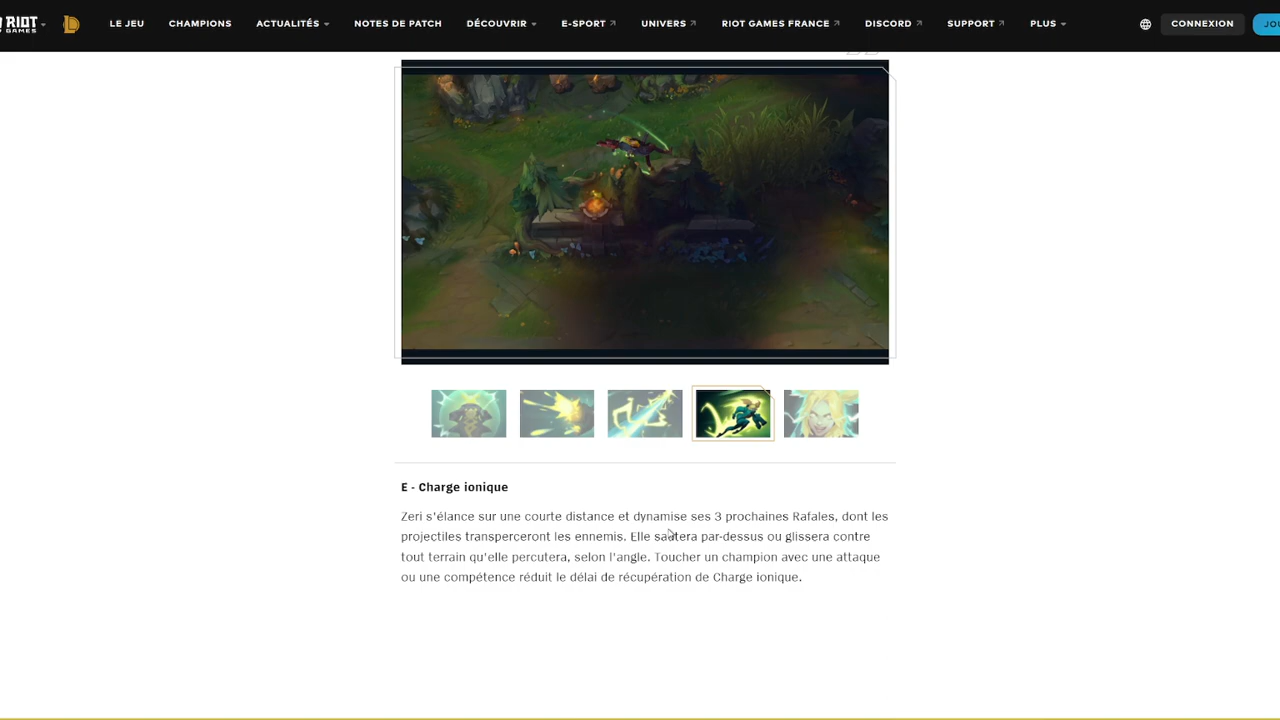 RIOT
GAMES
LE JEU
CHAMPIONS
ACTUALITÉS
NOTES DE PATCH
DÉCOUVRIR
E-SPORT
UNIVERS
RIOT GAMES FRANCE
DISCORD
SUPPORT
PLUS
CONNEXION
JOU
E - Charge ionique
Zeri s'élance sur une courte distance et dynamise ses 3 prochaines Rafales, dont les
projectiles transperceront les ennemis. Elle sautera par-dessus ou glissera contre
tout terrain qu'elle percutera, selon l'angle. Toucher un champion avec une attaque
ou une compétence réduit le délai de récupération de Charge ionique.